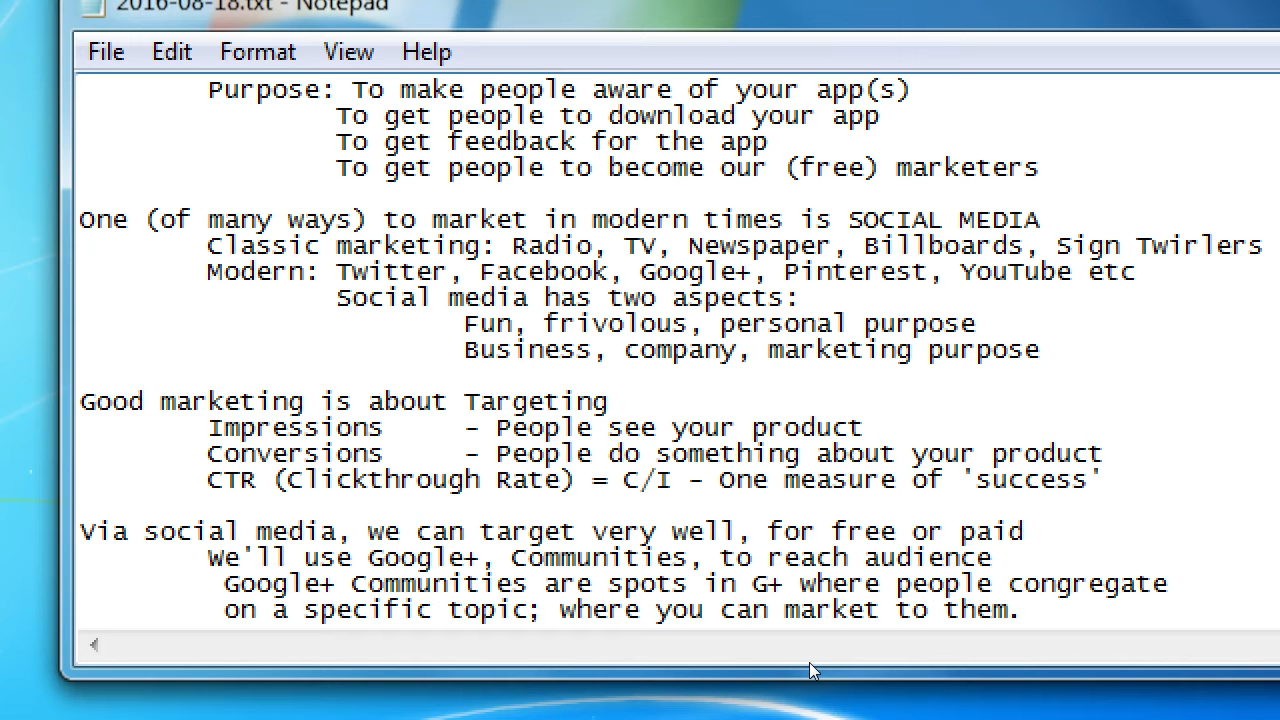 2016-08-18.txt - Notepad
File Edit Format View Help
Purpose: To make people aware of your app(s)
To get people to download your app
To get feedback for the app
To get people to become our (free) marketers
One (of many ways) to market in modern times is SOCIAL MEDIA
Classic marketing: Radio, TV, Newspaper, Billboards, Sign Twirlers
Modern: Twitter, Facebook, Google+, Pinterest, YouTube etc
Social media has two aspects:
Fun, frivolous, personal purpose
Business, company, marketing purpose
Good marketing is about Targeting
Impressions - People see your product
Conversions - People do something about your product
CTR (Clickthrough Rate) = C/I - One measure of 'success'
Via social media, we can target very well, for free or paid
We'll use Google+, Communities, to reach audience
Google+ Communities are spots in G+ where people congregate
on a specific topic; where you can market to them.